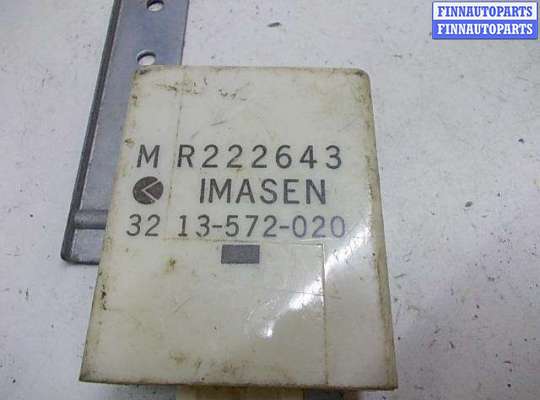 FINNAUTOPARTS
FINNAUTOPARTS
M R222643
IMASEN
32 13-572-020